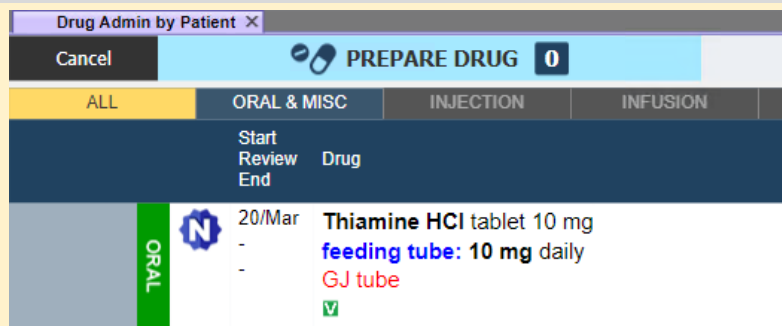 Drug Admin by Patient ×
Cancel
PREPARE DRUG 0
ALL ORAL & MISC INJECTION INFUSION
Start
Review Drug
End
ORAL
N
20/Mar Thiamine HCl tablet 10 mg
- feeding tube: 10 mg daily
- GJ tube
V